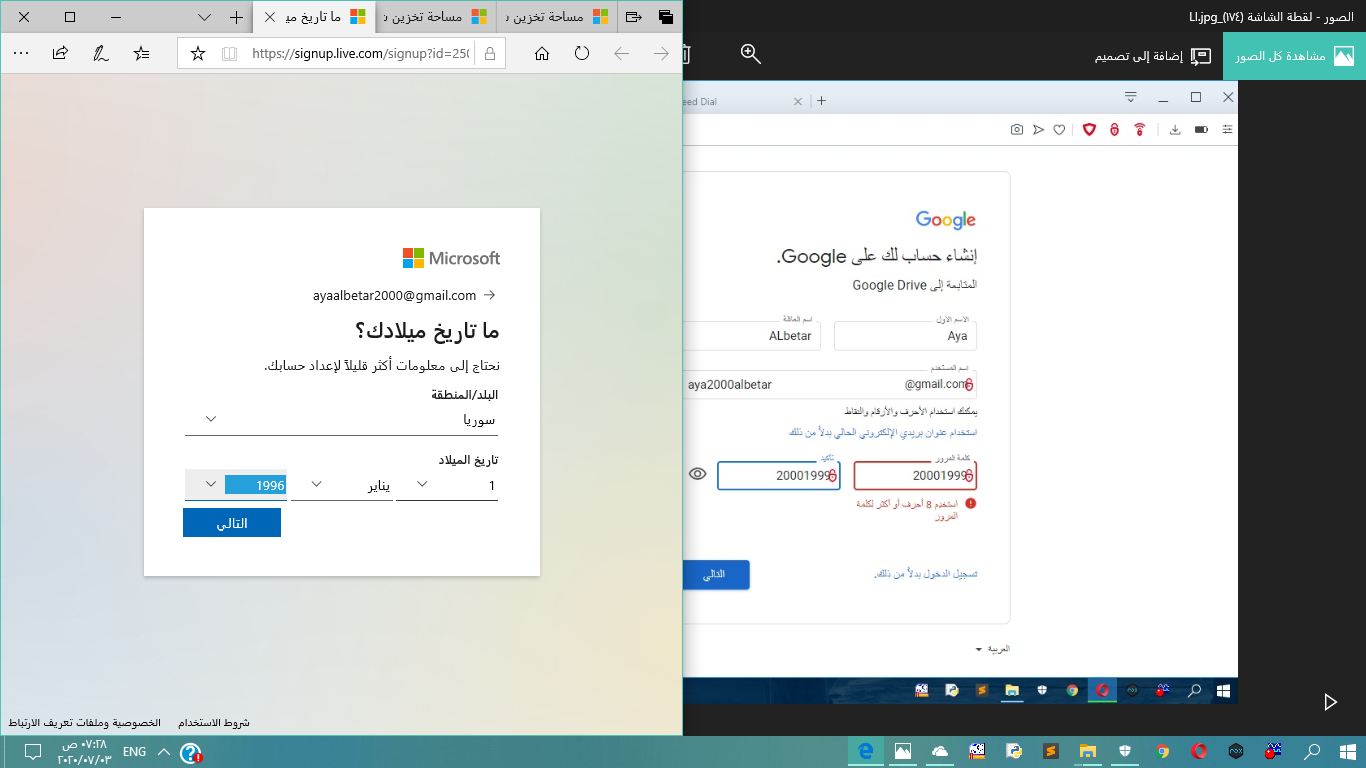 ما تاريخ ميلا
مساحة تخزين س
مساحة تخزين س
https://signup.live.com/signup?id=250
Microsoft
ayaalbetar2000@gmail.com
ما تاريخ ميلادك؟
نحتاج إلى معلومات أكثر قليلاً لإعداد حسابك.
البلد/المنطقة
سوريا
تاريخ الميلاد
1 يناير 1996
التالي
شروط الاستخدام الخصوصية وملفات تعريف الارتباط
الصور - لقطة الشاشة (١٧٤)_LI.jpg
مشاهدة كل الصور
إضافة إلى تصميم
eed Dial
Google
إنشاء حساب لك على Google.
المتابعة إلى Google Drive
الاسم الأول اسم العائلة
Aya ALbetar
اسم المستخدم
aya2000albetar @gmail.com
يمكنك استخدام الأحرف والأرقام والنقاط
استخدام عنوان بريدي الإلكتروني الحالي بدلاً من ذلك
كلمة المرور تأكيد
20001999 20001999
استخدم 8 أحرف أو أكثر لكلمة
المرور
تسجيل الدخول بدلاً من ذلك.
التالي
العربية
ENG
٠٧:٢٨ ص
٢٠٢٠/٠٧/٠٣